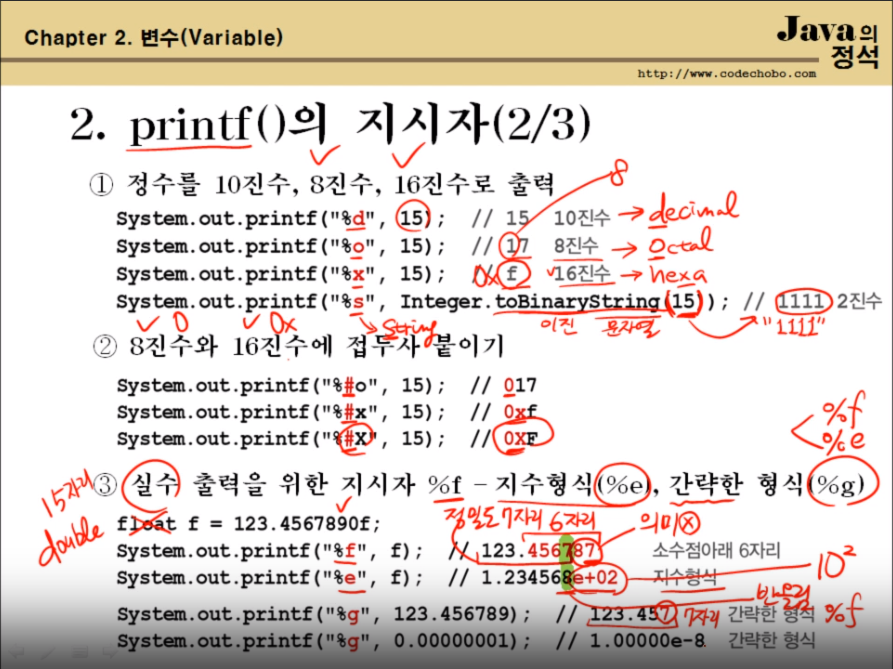 Chapter 2. 변수(Variable)
Java의 정석
http://www.codechobo.com
2. printf()의 지시자(2/3)
① 정수를 10진수, 8진수, 16진수로 출력
8
System.out.printf("%d", 15); // 15 10진수 → decimal
System.out.printf("%o", 15); // 17 8진수 → Octal
System.out.printf("%x", 15); // 0x f 16진수 → hexa
System.out.printf("%s", Integer.toBinaryString(15)); // 1111 2진수
0 0x → String 이진 문자열 "1111"
② 8진수와 16진수에 접두사 붙이기
System.out.printf("%#o", 15); // 017
System.out.printf("%#x", 15); // 0xf
System.out.printf("%#X", 15); // 0XF
%f
%e
③ 실수 출력을 위한 지시자 %f – 지수형식(%e), 간략한 형식(%g)
15자리
정밀도 7자리 6자리 의미ⓧ
double
float f = 123.4567890f;
System.out.printf("%f", f); // 123.456787 소수점아래 6자리
System.out.printf("%e", f); // 1.234568e+02 지수형식 10²
반올림
System.out.printf("%g", 123.456789); // 123.457 7자리 간략한 형식 %f
System.out.printf("%g", 0.00000001); // 1.00000e-8 간략한 형식